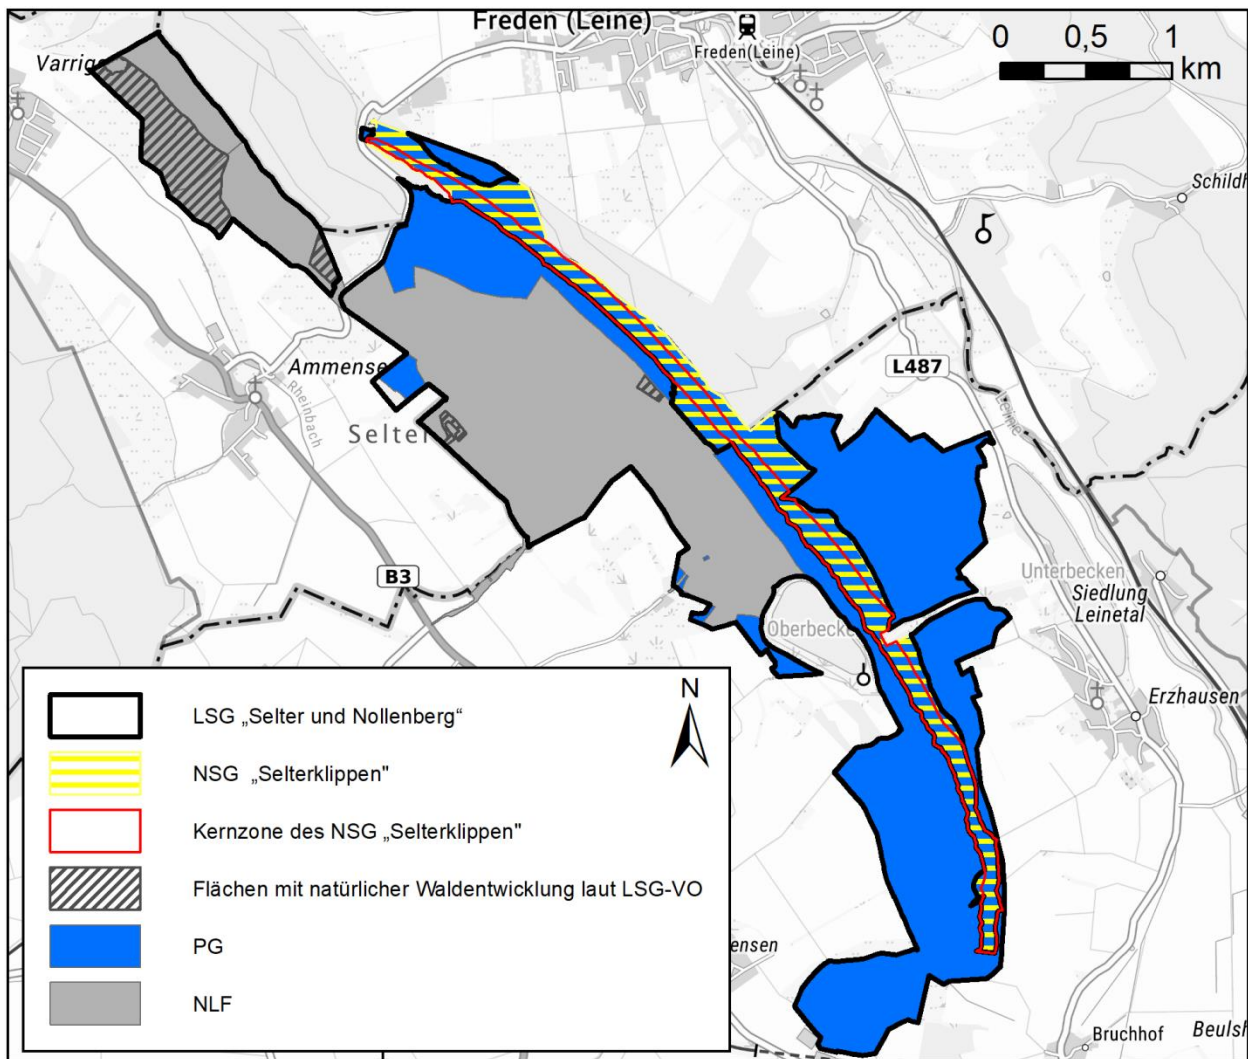 Freden (Leine)
Freden(Leine)
0 0,5 1
km
Varrig
Schildh
L487
Ammense
Rheinbach
Selter
Leine
B3
Unterbecken
Siedlung
Leinetal
Oberbecke
Erzhausen
ensen
Bruchhof
Beulsh
N
LSG „Selter und Nollenberg“
NSG „Selterklippen"
Kernzone des NSG „Selterklippen"
Flächen mit natürlicher Waldentwicklung laut LSG-VO
PG
NLF